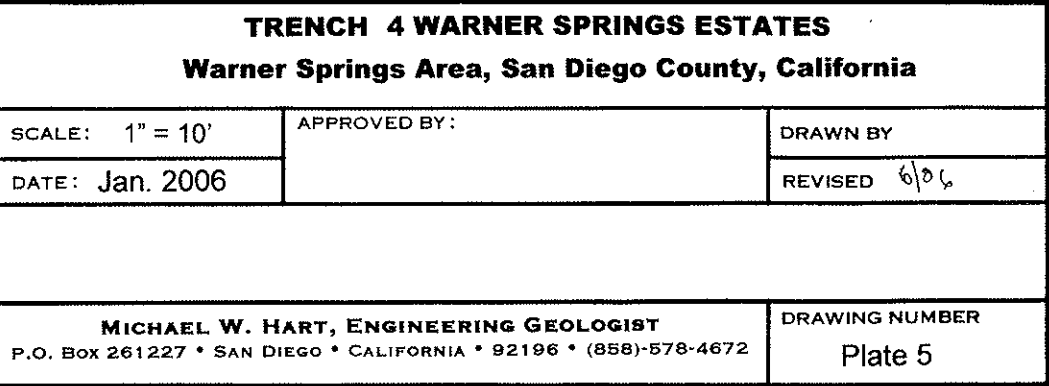 TRENCH 4 WARNER SPRINGS ESTATES
Warner Springs Area, San Diego County, California
SCALE: 1" = 10'
APPROVED BY:
DRAWN BY
DATE: Jan. 2006
REVISED 6/06
MICHAEL W. HART, ENGINEERING GEOLOGIST
P.O. BOX 261227 • SAN DIEGO • CALIFORNIA • 92196 • (858)-578-4672
DRAWING NUMBER
Plate 5